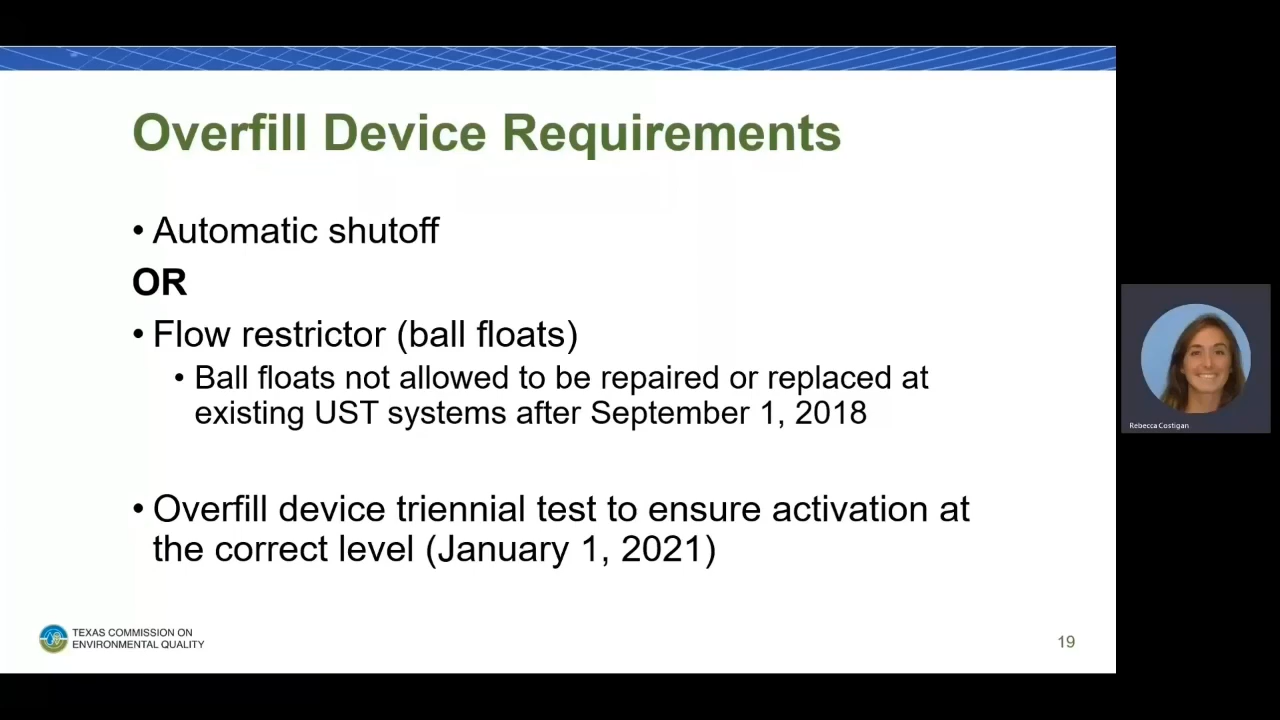 Overfill Device Requirements
• Automatic shutoff
OR
• Flow restrictor (ball floats)
• Ball floats not allowed to be repaired or replaced at
existing UST systems after September 1, 2018
• Overfill device triennial test to ensure activation at
the correct level (January 1, 2021)
TEXAS COMMISSION ON
ENVIRONMENTAL QUALITY
19
Rebecca Costigan